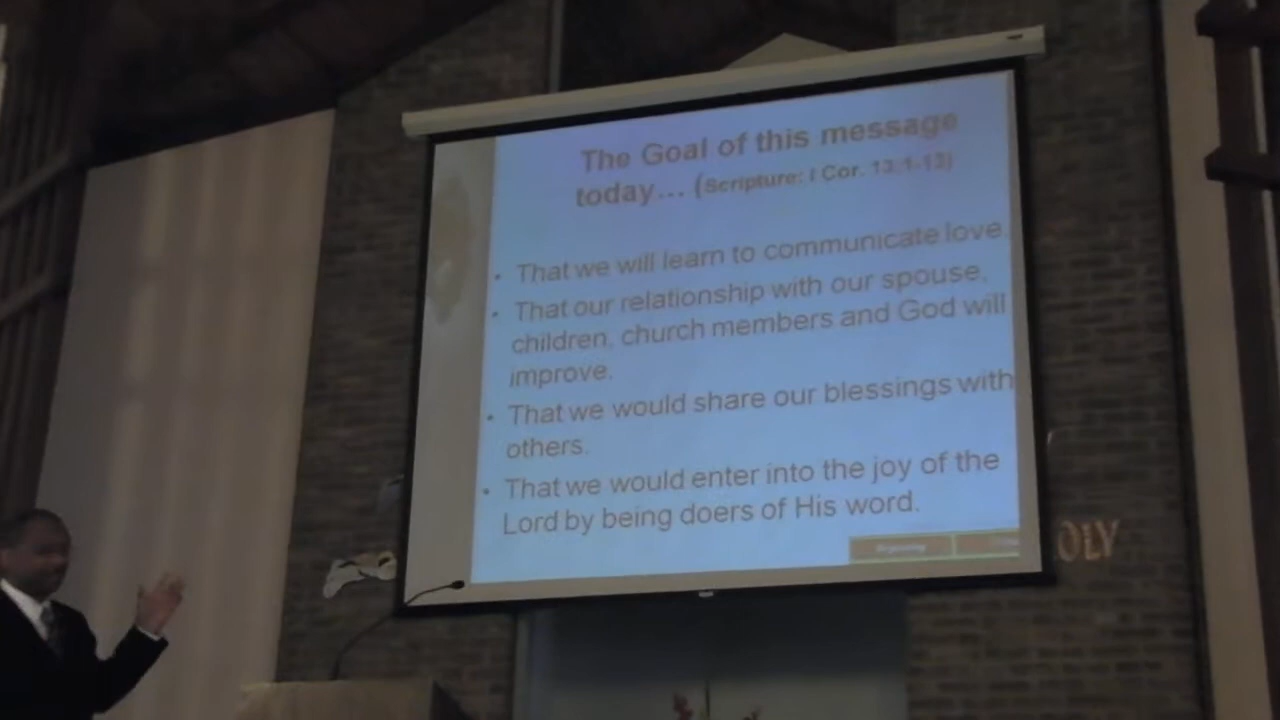 The Goal of this message
today... (Scripture: I Cor. 13:1-13)
• That we will learn to communicate love
• That our relationship with our spouse,
children, church members and God will
improve.
• That we would share our blessings with
others.
• That we would enter into the joy of the
Lord by being doers of His word.
OLY